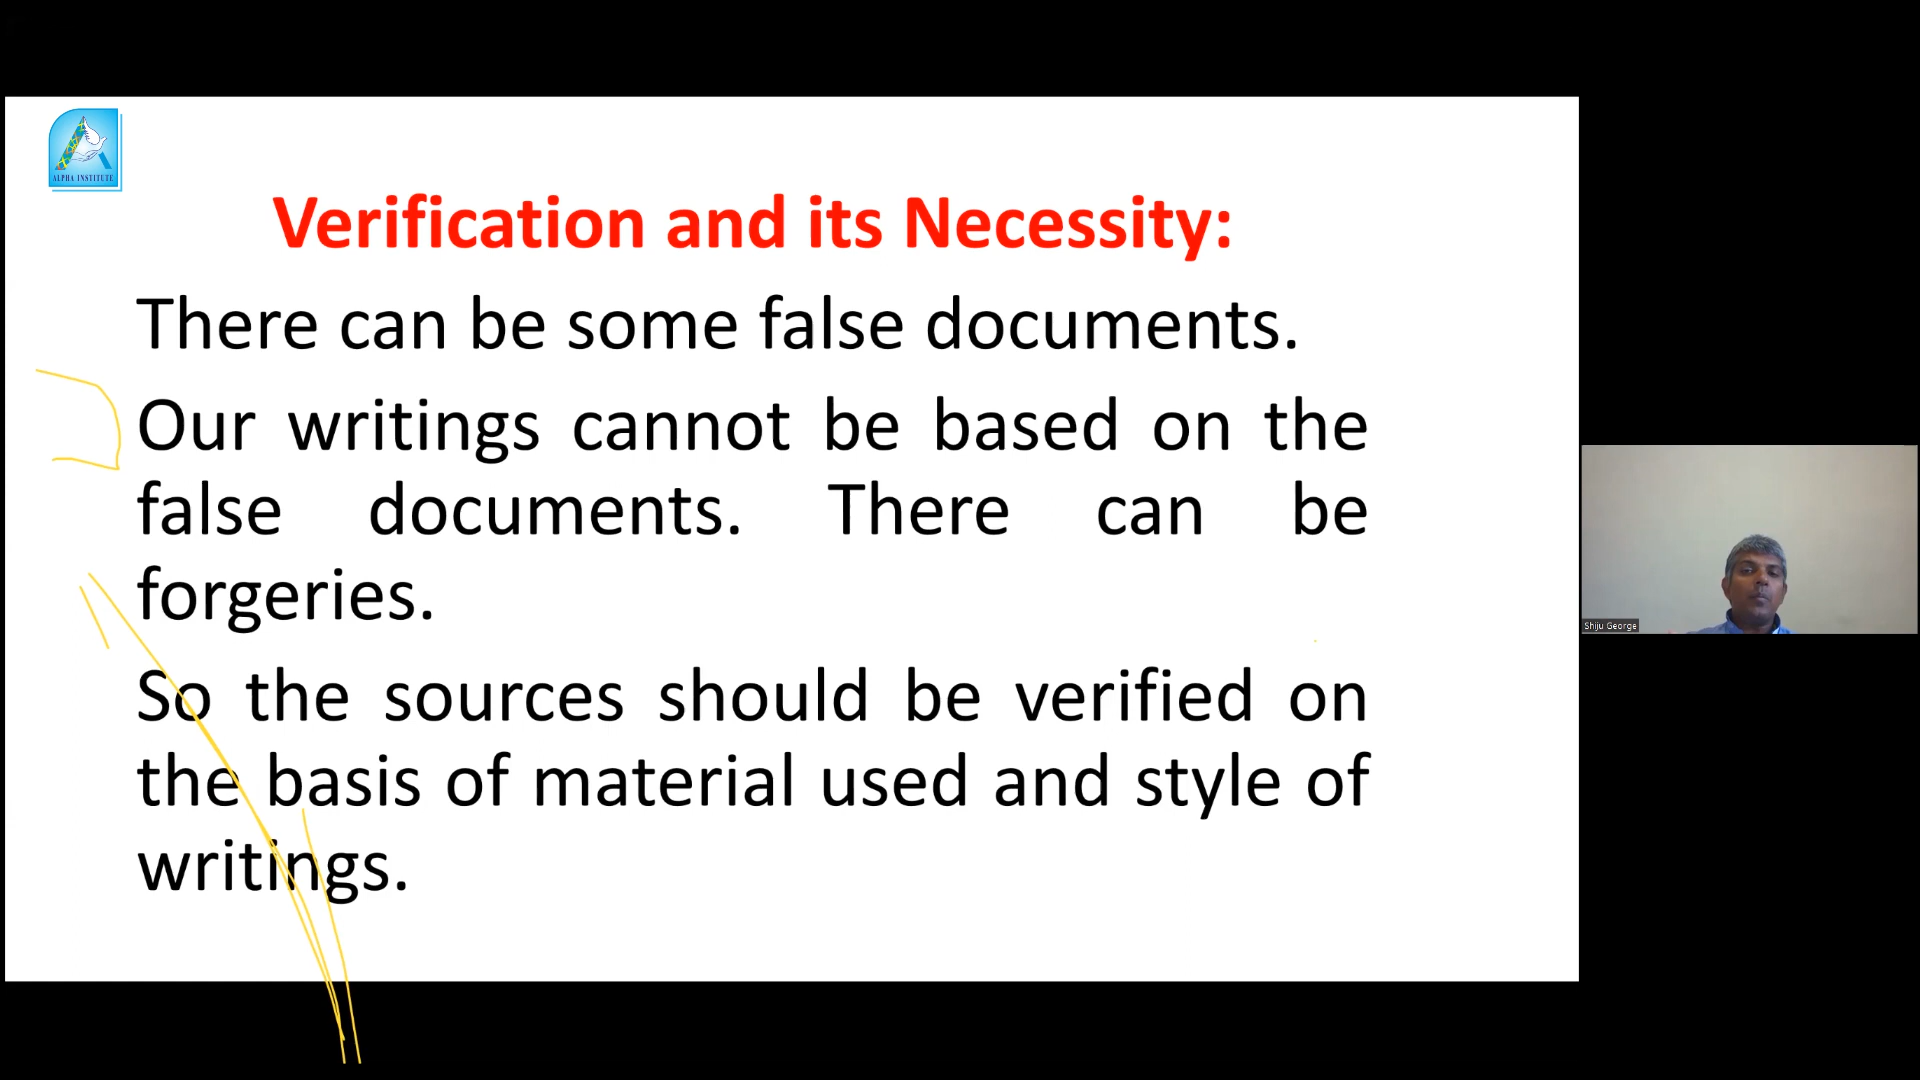 ALPHA INSTITUTE
Verification and its Necessity:
There can be some false documents.
Our writings cannot be based on the
false documents. There can be
forgeries.
So the sources should be verified on
the basis of material used and style of
writings.
Shiju George